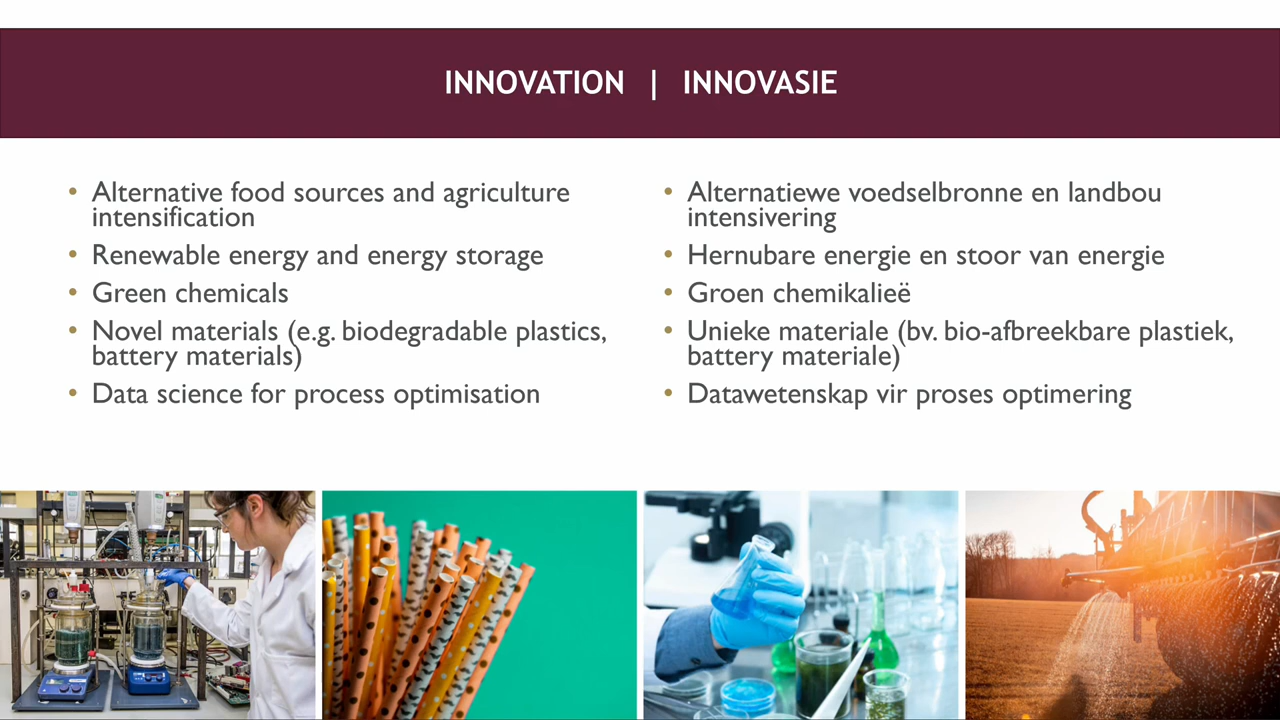 INNOVATION | INNOVASIE
• Alternative food sources and agriculture
intensification
• Renewable energy and energy storage
• Green chemicals
• Novel materials (e.g. biodegradable plastics,
battery materials)
• Data science for process optimisation
• Alternatiewe voedselbronne en landbou
intensivering
• Hernubare energie en stoor van energie
• Groen chemikalieë
• Unieke materiale (bv. bio-afbreekbare plastiek,
battery materiale)
• Datawetenskap vir proses optimering